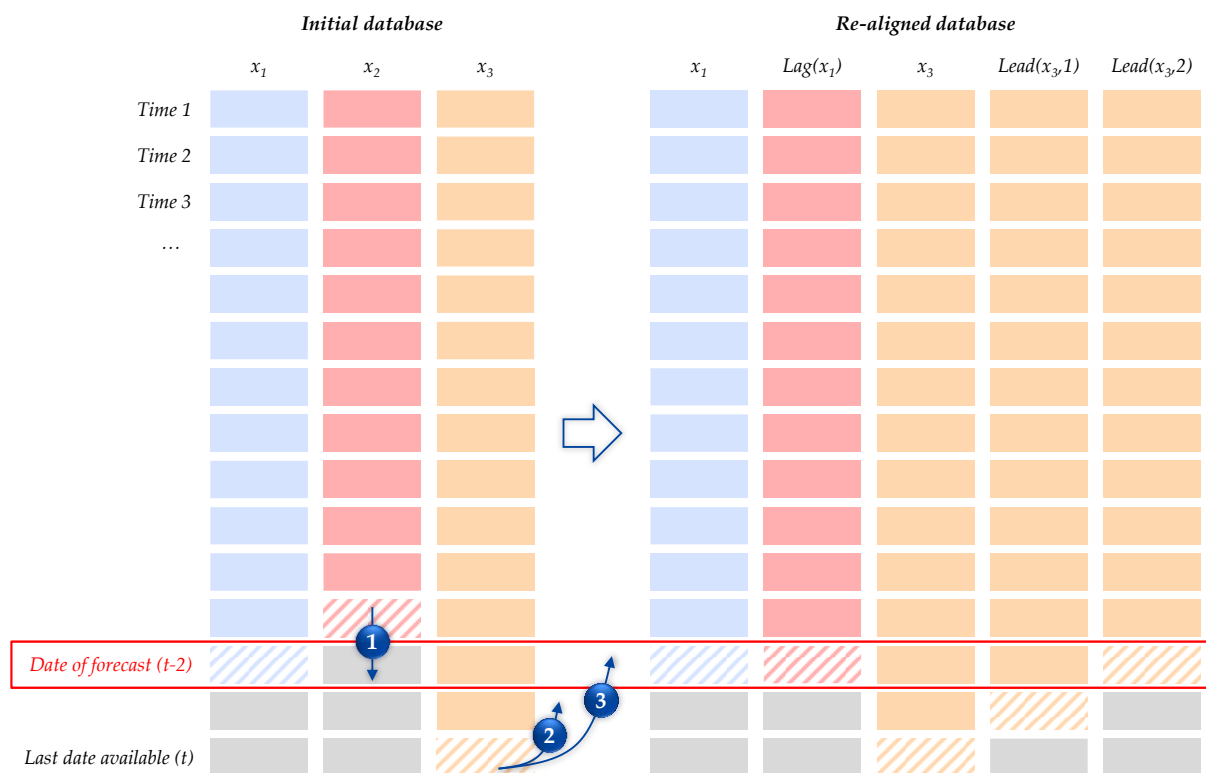 Initial database Re-aligned database
x₁ x₂ x₃ x₁ Lag(x₁) x₃ Lead(x₃,1) Lead(x₃,2)
Time 1
Time 2
Time 3
…
1
Date of forecast (t-2)
3
2
Last date available (t)